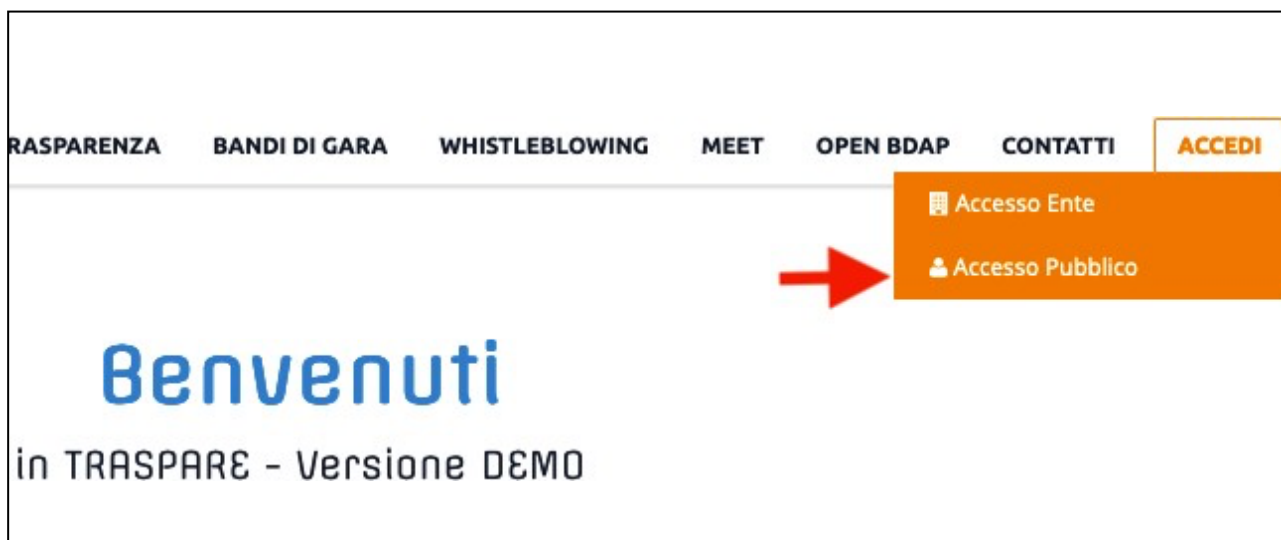 RASPARENZA BANDI DI GARA WHISTLEBLOWING MEET OPEN BDAP CONTATTI ACCEDI
Accesso Ente
Accesso Pubblico
Benvenuti
in TRASPARE - Versione DEMO